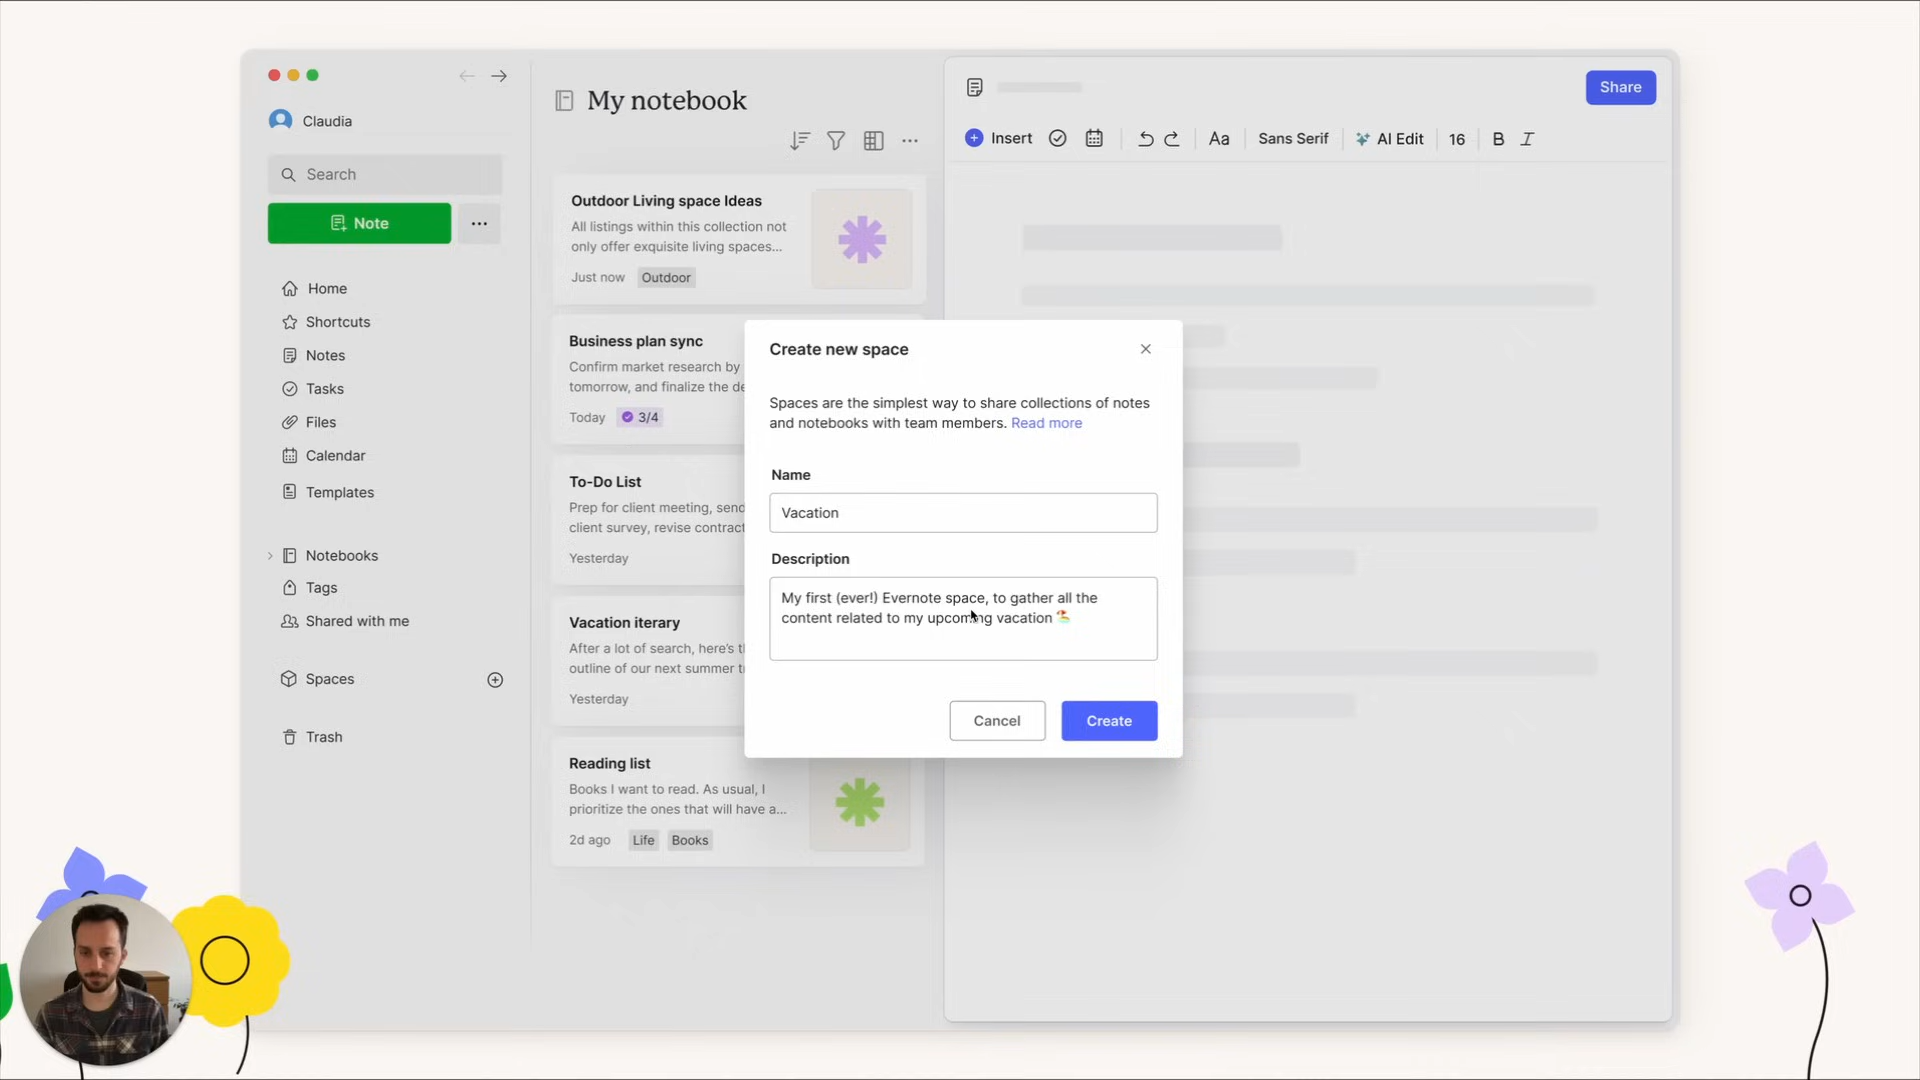 Claudia
Search
Note
Home
Shortcuts
Notes
Tasks
Files
Calendar
Templates
Notebooks
Tags
Shared with me
Spaces
Trash
My notebook
Outdoor Living space Ideas
All listings within this collection not
only offer exquisite living spaces...
Just now Outdoor
Business plan sync
Confirm market research by
tomorrow, and finalize the de
Today 3/4
To-Do List
Prep for client meeting, send
client survey, revise contract
Yesterday
Vacation iterary
After a lot of search, here's th
outline of our next summer t
Yesterday
Reading list
Books I want to read. As usual, I
prioritize the ones that will have a...
2d ago Life Books
Share
Insert Aa Sans Serif AI Edit 16 B I
Create new space
Spaces are the simplest way to share collections of notes
and notebooks with team members. Read more
Name
Vacation
Description
My first (ever!) Evernote space, to gather all the
content related to my upcoming vacation 🏖️
Cancel Create